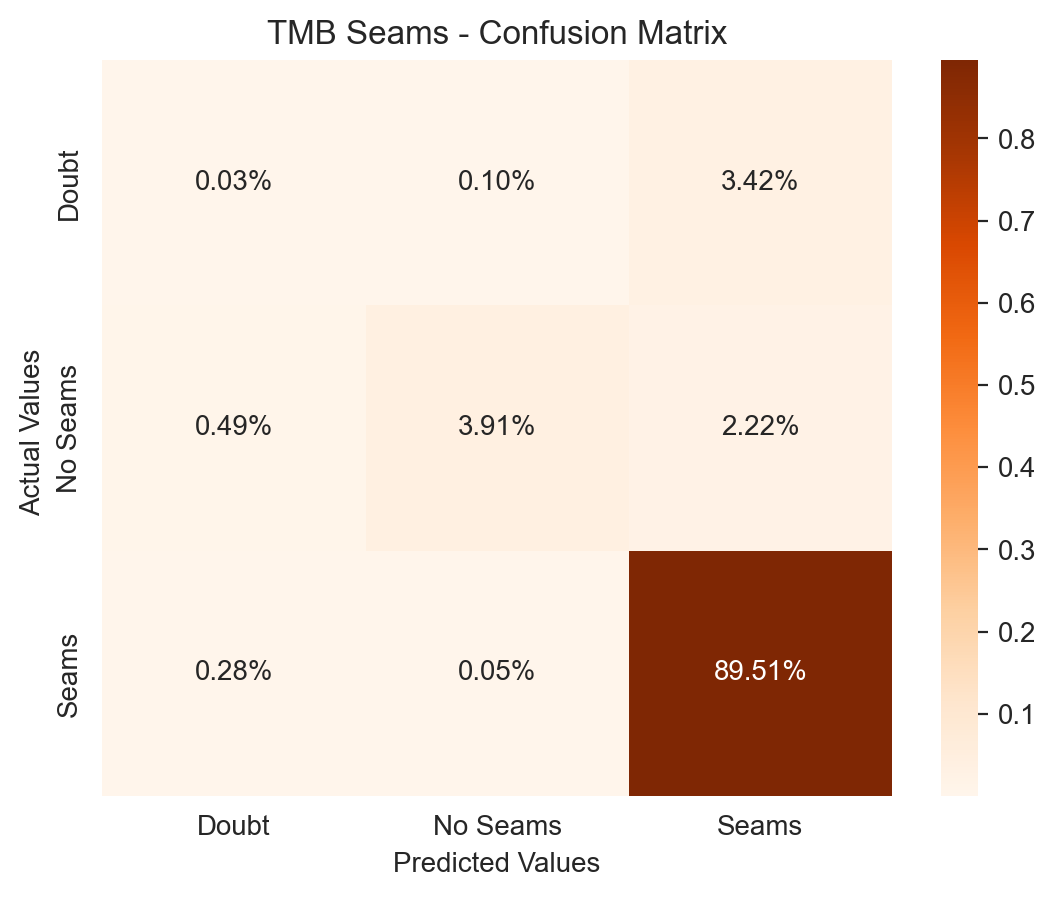 TMB Seams - Confusion Matrix
Actual Values
Doubt
0.03% 0.10% 3.42%
No Seams
0.49% 3.91% 2.22%
Seams
0.28% 0.05% 89.51%
Doubt No Seams Seams
Predicted Values
0.8
0.7
0.6
0.5
0.4
0.3
0.2
0.1